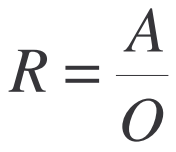 R = A / O